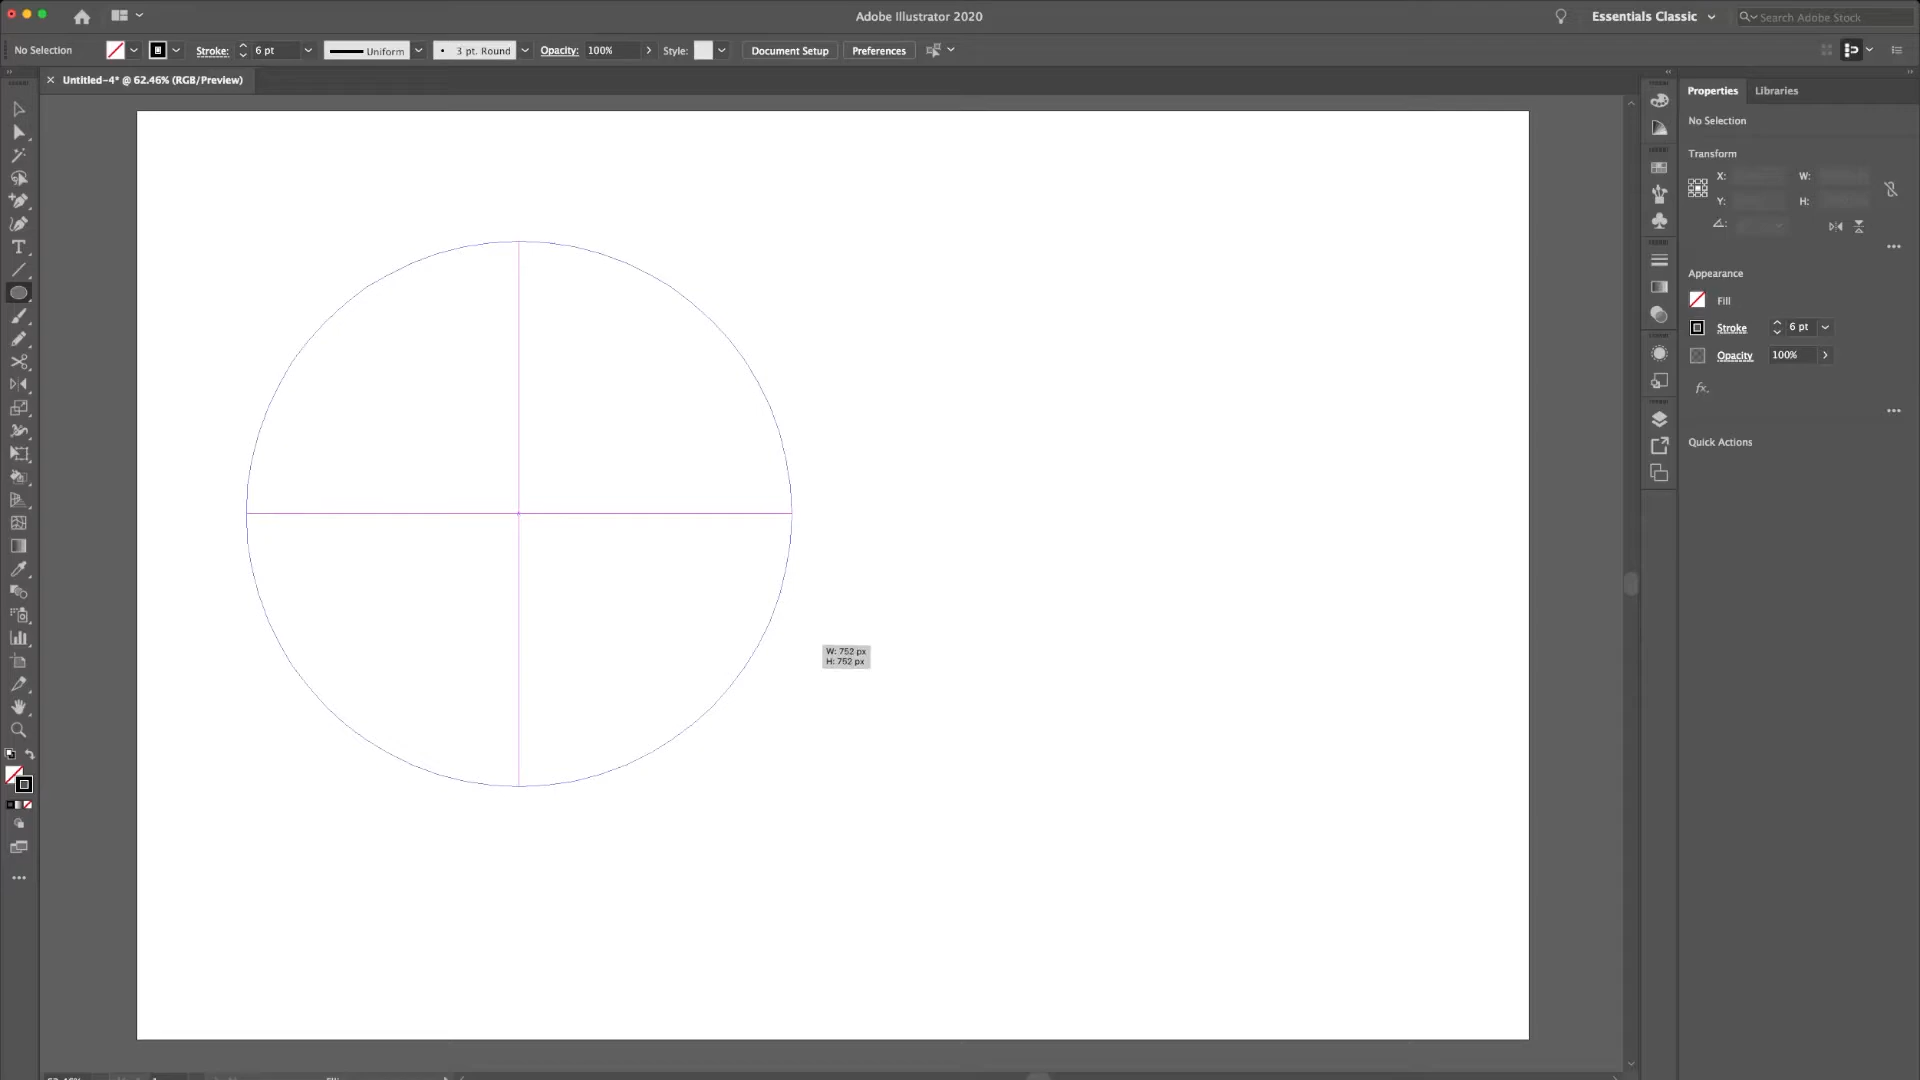 Adobe Illustrator 2020
Essentials Classic
Search Adobe Stock
No Selection
Stroke:
6 pt
Uniform
3 pt. Round
Opacity:
100%
Style:
Document Setup
Preferences
Untitled-4* @ 62.46% (RGB/Preview)
Properties
Libraries
No Selection
Transform
X:
W:
Y:
H:
Appearance
Fill
Stroke
6 pt
Opacity
100%
fx
Quick Actions
W: 752 px
H: 752 px